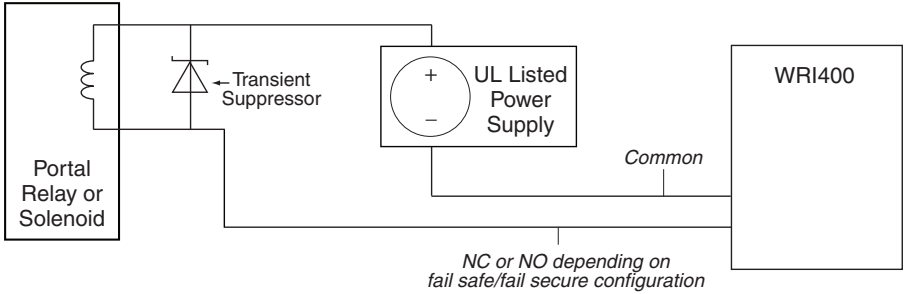 Portal
Relay or
Solenoid
Transient
Suppressor
+
−
UL Listed
Power
Supply
Common
WRI400
NC or NO depending on
fail safe/fail secure configuration